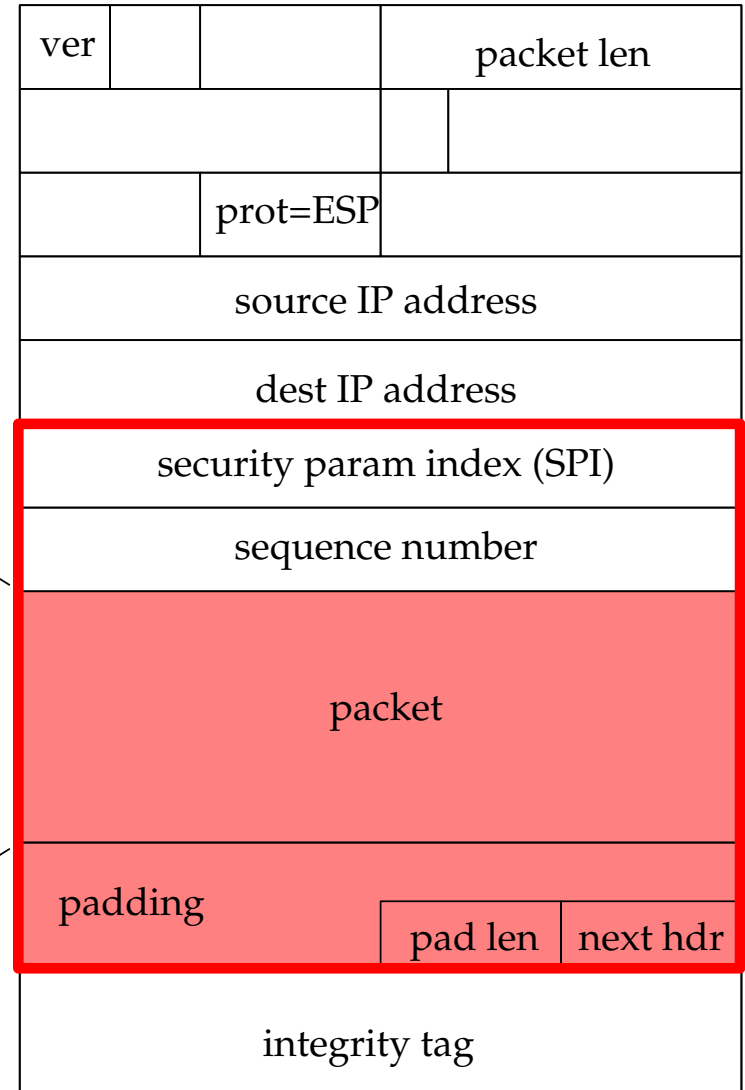 ver
packet len
prot=ESP
source IP address
dest IP address
security param index (SPI)
sequence number
packet
padding
pad len
next hdr
integrity tag